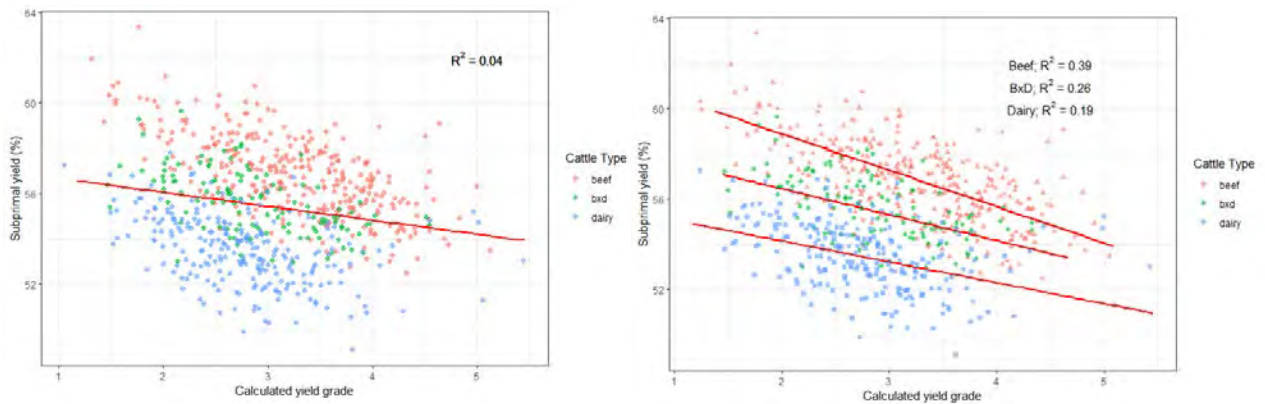 64
60
56
52
Subprimal yield (%)
R² = 0.04
Cattle Type
beef
bxd
dairy
1 2 3 4 5
Calculated yield grade
64
60
56
52
Subprimal yield (%)
Beef; R² = 0.39
BxD; R² = 0.26
Dairy; R² = 0.19
Cattle Type
beef
bxd
dairy
1 2 3 4 5
Calculated yield grade